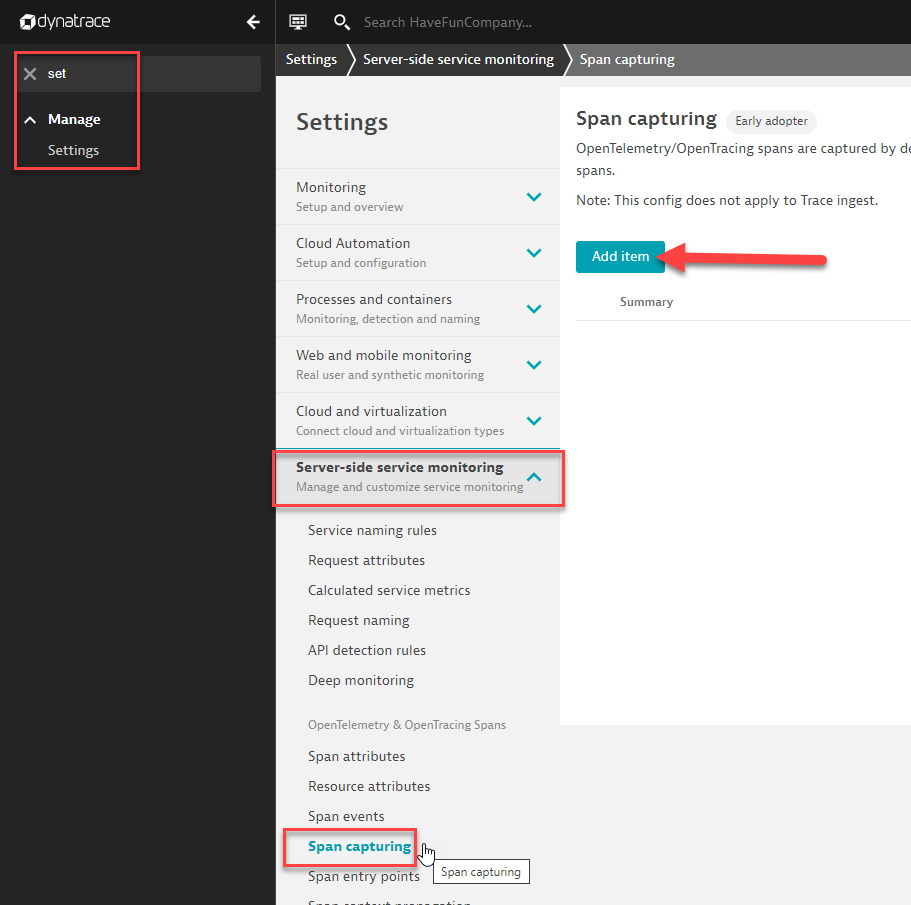 dynatrace
Search HaveFunCompany...
set
Manage
Settings
Settings
Server-side service monitoring
Span capturing
Settings
Monitoring
Setup and overview
Cloud Automation
Setup and configuration
Processes and containers
Monitoring, detection and naming
Web and mobile monitoring
Real user and synthetic monitoring
Cloud and virtualization
Connect cloud and virtualization types
Server-side service monitoring
Manage and customize service monitoring
Service naming rules
Request attributes
Calculated service metrics
Request naming
API detection rules
Deep monitoring
OpenTelemetry & OpenTracing Spans
Span attributes
Resource attributes
Span events
Span capturing
Span capturing
Span entry points
Span context propagation
Span capturing Early adopter
OpenTelemetry/OpenTracing spans are captured by de
spans.
Note: This config does not apply to Trace ingest.
Add item
Summary